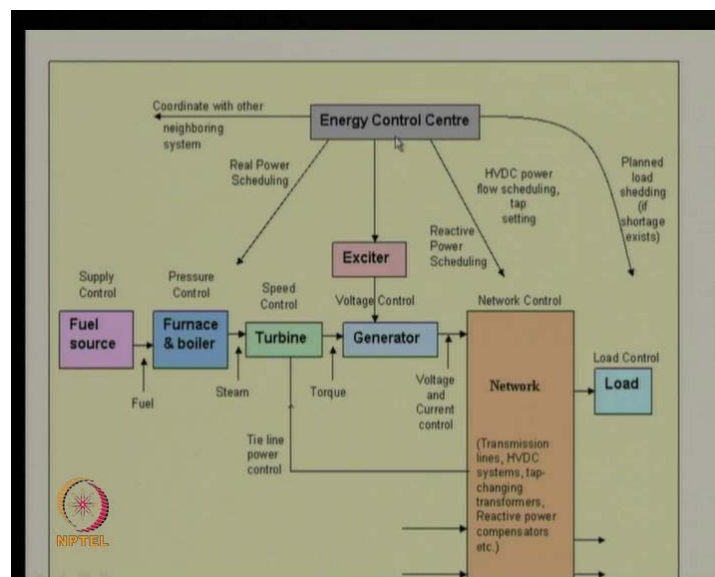 Energy Control Centre
Coordinate with other
neighboring
system
Real Power
Scheduling
HVDC power
flow scheduling,
tap
setting
Planned
load
shedding
(if
shortage
exists)
Reactive
Power
Scheduling
Exciter
Supply
Control
Pressure
Control
Speed
Control
Voltage Control
Network Control
Fuel
source
Furnace
& boiler
Turbine
Generator
Network
Load Control
Load
Fuel
Steam
Torque
Voltage
and
Current
control
Tie line
power
control
(Transmission
lines, HVDC
systems, tap-
changing
transformers,
Reactive power
compensators
etc.)
NPTEL